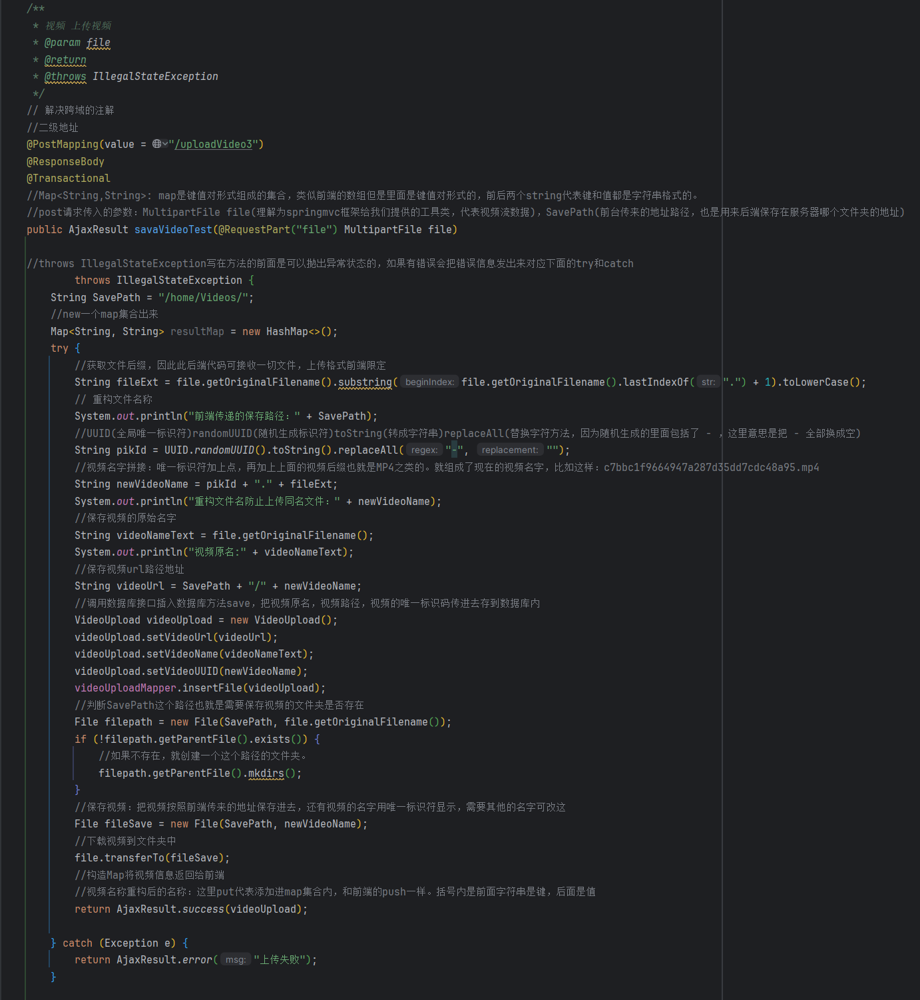 /**
 * 视频 上传视频
 * @param file
 * @return
 * @throws IllegalStateException
 */
// 解决跨域的注解
//二级地址
@PostMapping(value = "/uploadVideo3")
@ResponseBody
@Transactional
//Map<String,String>: map是键值对形式组成的集合，类似前端的数组但是里面是键值对形式的，前后两个string代表键和值都是字符串格式的。
//post请求传入的参数：MultipartFile file(理解为springmvc框架给我们提供的工具类，代表视频流数据)，SavePath(前台传来的地址路径，也是用来后端保存在服务器哪个文件夹的地址)
public AjaxResult savaVideoTest(@RequestPart("file") MultipartFile file)
//throws IllegalStateException写在方法的前面是可以抛出异常状态的，如果有错误会把错误信息发出来对应下面的try和catch
        throws IllegalStateException {
    String SavePath = "/home/Videos/";
    //new一个map集合出来
    Map<String, String> resultMap = new HashMap<>();
    try {
        //获取文件后缀，因此此后端代码可接收一切文件，上传格式前端限定
        String fileExt = file.getOriginalFilename().substring( beginIndex: file.getOriginalFilename().lastIndexOf( str: ".") + 1).toLowerCase();
        // 重构文件名称
        System.out.println("前端传递的保存路径：" + SavePath);
        //UUID(全局唯一标识符)randomUUID(随机生成标识符)toString(转成字符串)replaceAll(替换字符方法，因为随机生成的里面包括了 - ，这里意思是把 - 全部换成空)
        String pikId = UUID.randomUUID().toString().replaceAll( regex: "-", replacement: "");
        //视频名字拼接：唯一标识符加上点，再加上上面的视频后缀也就是MP4之类的。就组成了现在的视频名字，比如这样：c7bbc1f9664947a287d35dd7cdc48a95.mp4
        String newVideoName = pikId + "." + fileExt;
        System.out.println("重构文件名防止上传同名文件：" + newVideoName);
        //保存视频的原始名字
        String videoNameText = file.getOriginalFilename();
        System.out.println("视频原名:" + videoNameText);
        //保存视频url路径地址
        String videoUrl = SavePath + "/" + newVideoName;
        //调用数据库接口插入数据库方法save，把视频原名，视频路径，视频的唯一标识码传进去存到数据库内
        VideoUpload videoUpload = new VideoUpload();
        videoUpload.setVideoUrl(videoUrl);
        videoUpload.setVideoName(videoNameText);
        videoUpload.setVideoUUID(newVideoName);
        videoUploadMapper.insertFile(videoUpload);
        //判断SavePath这个路径也就是需要保存视频的文件夹是否存在
        File filepath = new File(SavePath, file.getOriginalFilename());
        if (!filepath.getParentFile().exists()) {
            //如果不存在，就创建一个这个路径的文件夹。
            filepath.getParentFile().mkdirs();
        }
        //保存视频：把视频按照前端传来的地址保存进去，还有视频的名字用唯一标识符显示，需要其他的名字可改这
        File fileSave = new File(SavePath, newVideoName);
        //下载视频到文件夹中
        file.transferTo(fileSave);
        //构造Map将视频信息返回给前端
        //视频名称重构后的名称：这里put代表添加进map集合内，和前端的push一样。括号内是前面字符串是键，后面是值
        return AjaxResult.success(videoUpload);
    } catch (Exception e) {
        return AjaxResult.error( msg: "上传失败");
    }